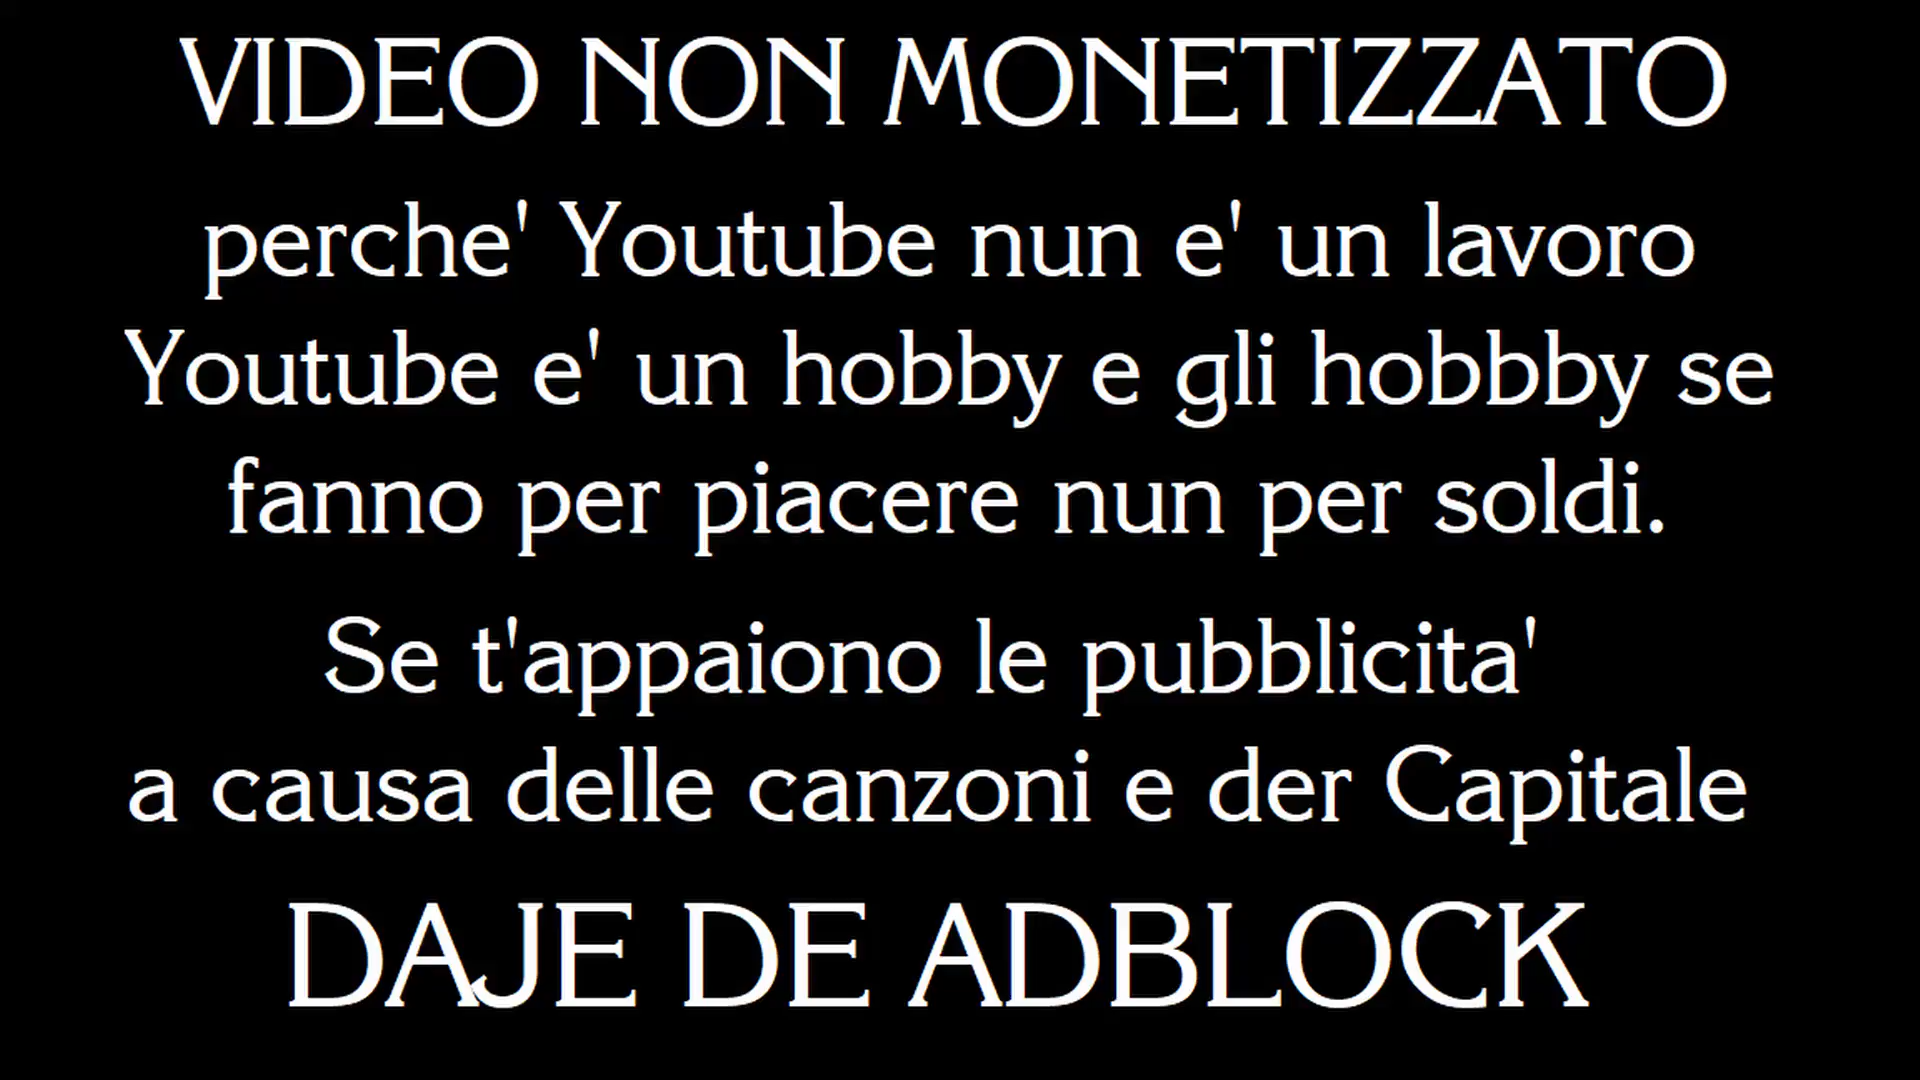 VIDEO NON MONETIZZATO
perche' Youtube nun e' un lavoro
Youtube e' un hobby e gli hobbby se
fanno per piacere nun per soldi.
Se t'appaiono le pubblicita'
a causa delle canzoni e der Capitale
DAJE DE ADBLOCK